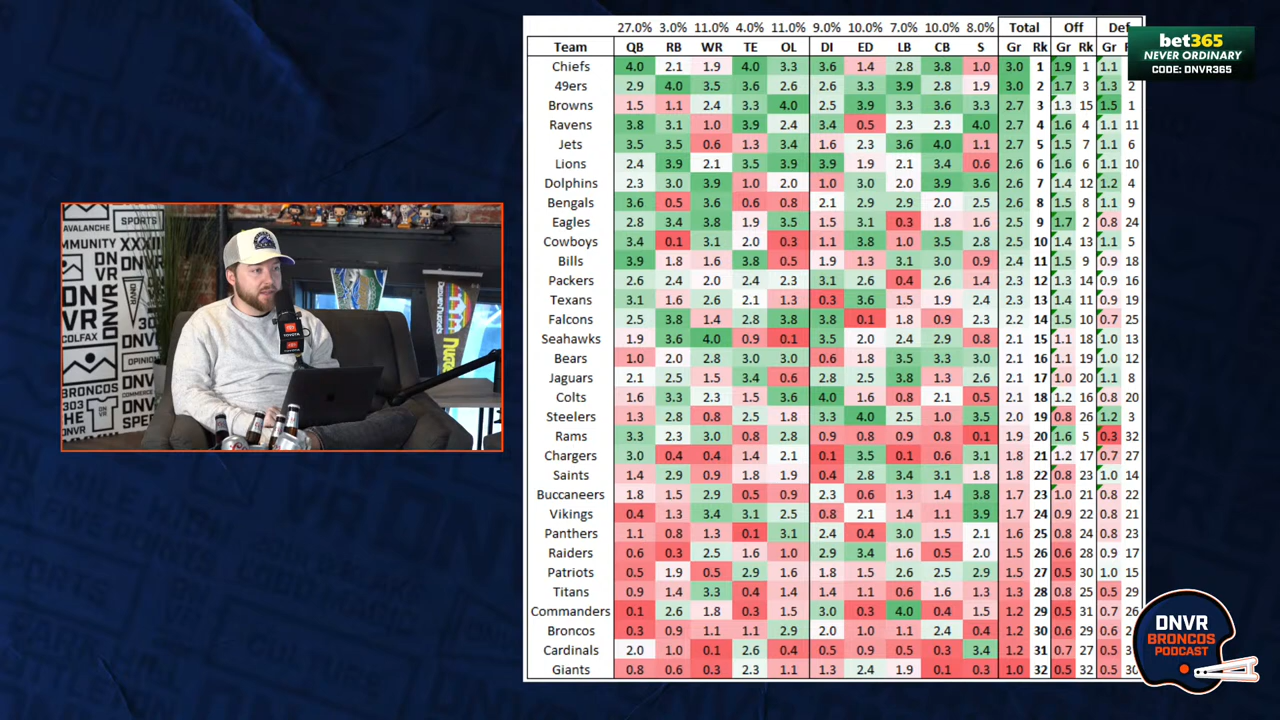 27.0% 3.0% 11.0% 4.0% 11.0% 9.0% 10.0% 7.0% 10.0% 8.0% Total Off Def
Team QB RB WR TE OL DI ED LB CB S Gr Rk Gr Rk Gr
Chiefs 4.0 2.1 1.9 4.0 3.3 3.6 1.4 2.8 3.8 1.0 3.0 1 1.9 1 1.1
49ers 2.9 4.0 3.5 3.6 2.6 2.6 3.3 3.9 2.8 1.9 3.0 2 1.7 3 1.3 2
Browns 1.5 1.1 2.4 3.3 4.0 2.5 3.9 3.3 3.6 3.3 2.7 3 1.3 15 1.5 1
Ravens 3.8 3.1 1.0 3.9 2.4 3.4 0.5 2.3 2.3 4.0 2.7 4 1.6 4 1.1 11
Jets 3.5 3.5 0.6 1.3 3.4 1.6 2.3 3.6 4.0 1.1 2.7 5 1.5 7 1.1 6
Lions 2.4 3.9 2.1 3.5 3.9 3.9 1.9 2.1 3.4 0.6 2.6 6 1.6 6 1.1 10
Dolphins 2.3 3.0 3.9 1.0 2.0 1.0 3.0 2.0 3.9 3.6 2.6 7 1.4 12 1.2 4
Bengals 3.6 0.5 3.6 0.6 0.8 2.1 2.9 2.9 2.0 2.5 2.6 8 1.5 8 1.1 9
Eagles 2.8 3.4 3.8 1.9 3.5 1.5 3.1 0.3 1.8 1.6 2.5 9 1.7 2 0.8 24
Cowboys 3.4 0.1 3.1 2.0 0.3 1.1 3.8 1.0 3.5 2.8 2.5 10 1.4 13 1.1 5
Bills 3.9 1.8 1.6 3.8 0.5 1.9 1.3 3.1 3.0 0.9 2.4 11 1.5 9 0.9 18
Packers 2.6 2.4 2.0 2.4 2.3 3.1 2.6 0.4 2.6 1.4 2.3 12 1.3 14 0.9 16
Texans 3.1 1.6 2.6 2.1 1.3 0.3 3.6 1.5 1.9 2.4 2.3 13 1.4 11 0.9 19
Falcons 2.5 3.8 1.4 2.8 3.8 3.8 0.1 1.8 0.9 2.3 2.2 14 1.5 10 0.7 25
Seahawks 1.9 3.6 4.0 0.9 0.1 3.5 2.0 2.4 2.9 0.8 2.1 15 1.1 18 1.0 13
Bears 1.0 2.0 2.8 3.0 3.0 0.6 1.8 3.5 3.3 3.0 2.1 16 1.1 19 1.0 12
Jaguars 2.1 2.5 1.5 3.4 0.6 2.8 2.5 3.8 1.3 2.6 2.1 17 1.0 20 1.1 8
Colts 1.6 3.3 2.3 1.5 3.6 4.0 1.6 0.8 2.1 0.5 2.1 18 1.2 16 0.8 20
Steelers 1.3 2.8 0.8 2.5 1.8 3.3 4.0 2.5 1.0 3.5 2.0 19 0.8 26 1.2 3
Rams 3.3 2.3 3.0 0.8 2.8 0.9 0.8 0.9 0.8 0.1 1.9 20 1.6 5 0.3 32
Chargers 3.0 0.4 0.4 1.4 2.1 0.1 3.5 0.1 0.6 3.1 1.8 21 1.2 17 0.7 27
Saints 1.4 2.9 0.9 1.8 1.9 0.4 2.8 3.4 3.1 1.8 1.8 22 0.8 23 1.0 14
Buccaneers 1.8 1.5 2.9 0.5 0.9 2.3 0.6 1.3 1.4 3.8 1.7 23 1.0 21 0.8 22
Vikings 0.4 1.3 3.4 3.1 2.5 0.8 2.1 1.4 1.1 3.9 1.7 24 0.9 22 0.8 21
Panthers 1.1 0.8 1.3 0.1 3.1 2.4 0.4 3.0 1.5 2.1 1.6 25 0.8 24 0.8 23
Raiders 0.6 0.3 2.5 1.6 1.0 2.9 3.4 1.6 0.5 2.0 1.5 26 0.6 28 0.9 17
Patriots 0.5 1.9 0.5 2.9 1.6 1.8 1.5 2.6 2.5 2.9 1.5 27 0.5 30 1.0 15
Titans 0.9 1.4 3.3 0.4 1.4 1.4 1.1 0.6 1.6 1.3 1.3 28 0.8 25 0.5 29
Commanders 0.1 2.6 1.8 0.3 1.5 3.0 0.3 4.0 0.4 1.5 1.2 29 0.5 31 0.7 26
Broncos 0.3 0.9 1.1 1.1 2.9 2.0 1.0 1.1 2.4 0.4 1.2 30 0.6 29 0.6
Cardinals 2.0 1.0 0.1 2.6 0.4 0.5 0.9 0.5 0.3 3.4 1.2 31 0.7 27 0.5
Giants 0.8 0.6 0.3 2.3 1.1 1.3 2.4 1.9 0.1 0.3 1.0 32 0.5 32 0.5 30
bet365
NEVER ORDINARY
CODE: DNVR365
AVALANCHE
SPORTS
MMUNITY
XXXII
DN
VR
DNVR
COLFAX
OPINION
BRONCOS
303
THE
DNVR
COMMERCE
SPEE
TOYOTA
DNVR
BRONCOS
PODCAST